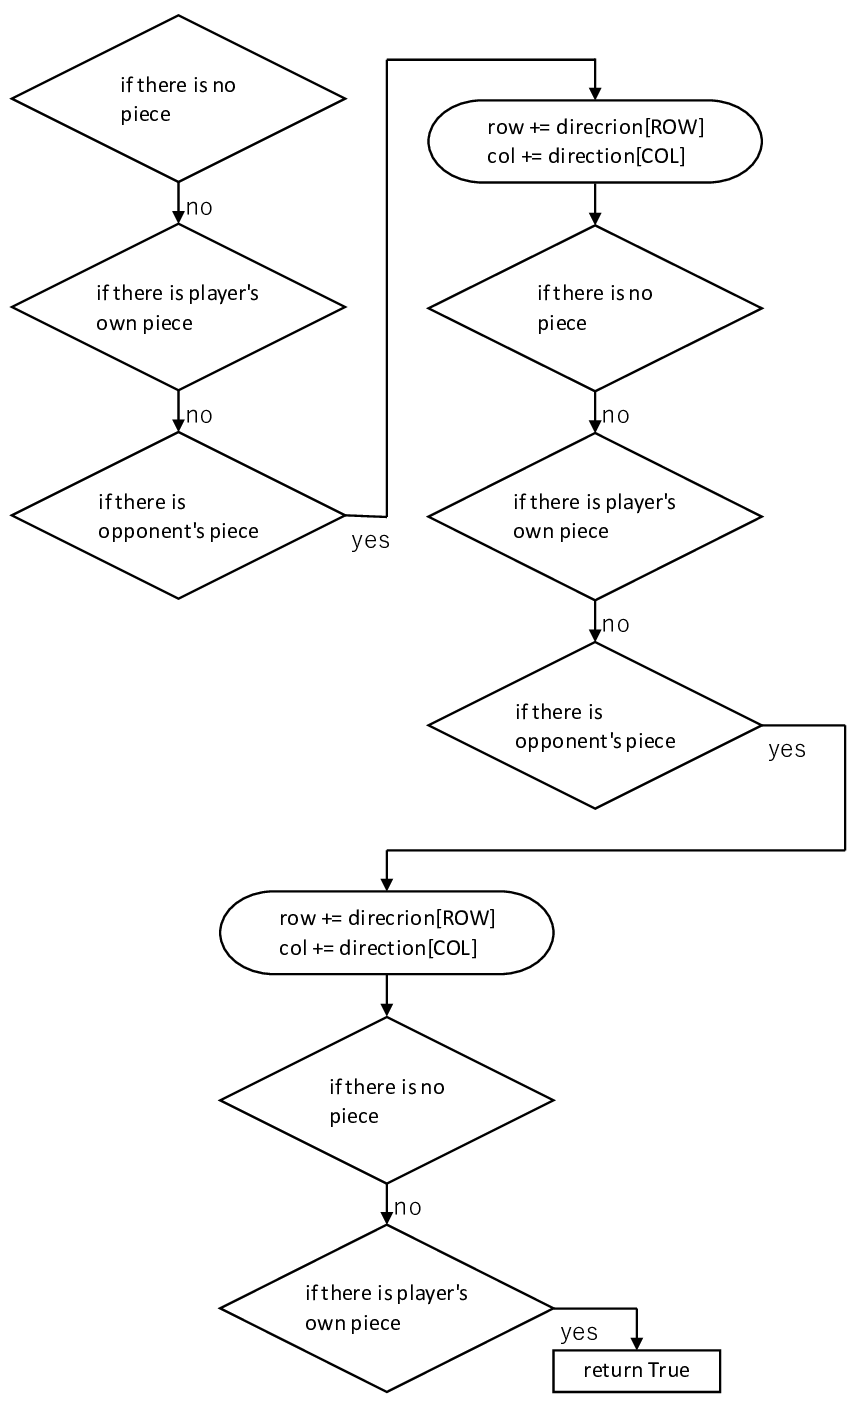 if there is no
piece
no
if there is player's
own piece
no
if there is
opponent's piece
yes
row += direcrion[ROW]
col += direction[COL]
if there is no
piece
no
if there is player's
own piece
no
if there is
opponent's piece
yes
row += direcrion[ROW]
col += direction[COL]
if there is no
piece
no
if there is player's
own piece
yes
return True